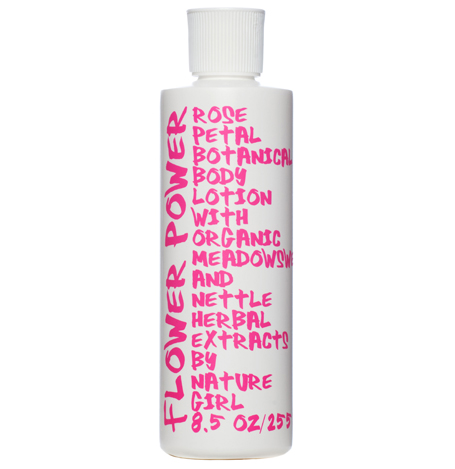 FLOWER POWER
ROSE
PETAL
BOTANICAL
BODY
LOTION
WITH
ORGANIC
MEADOWSW
AND
NETTLE
HERBAL
EXTRACTS
BY
NATURE
GIRL
8.5 OZ/255